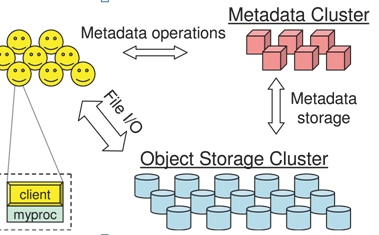 Metadata Cluster
Metadata operations
File I/O
Metadata
storage
Object Storage Cluster
client
myproc